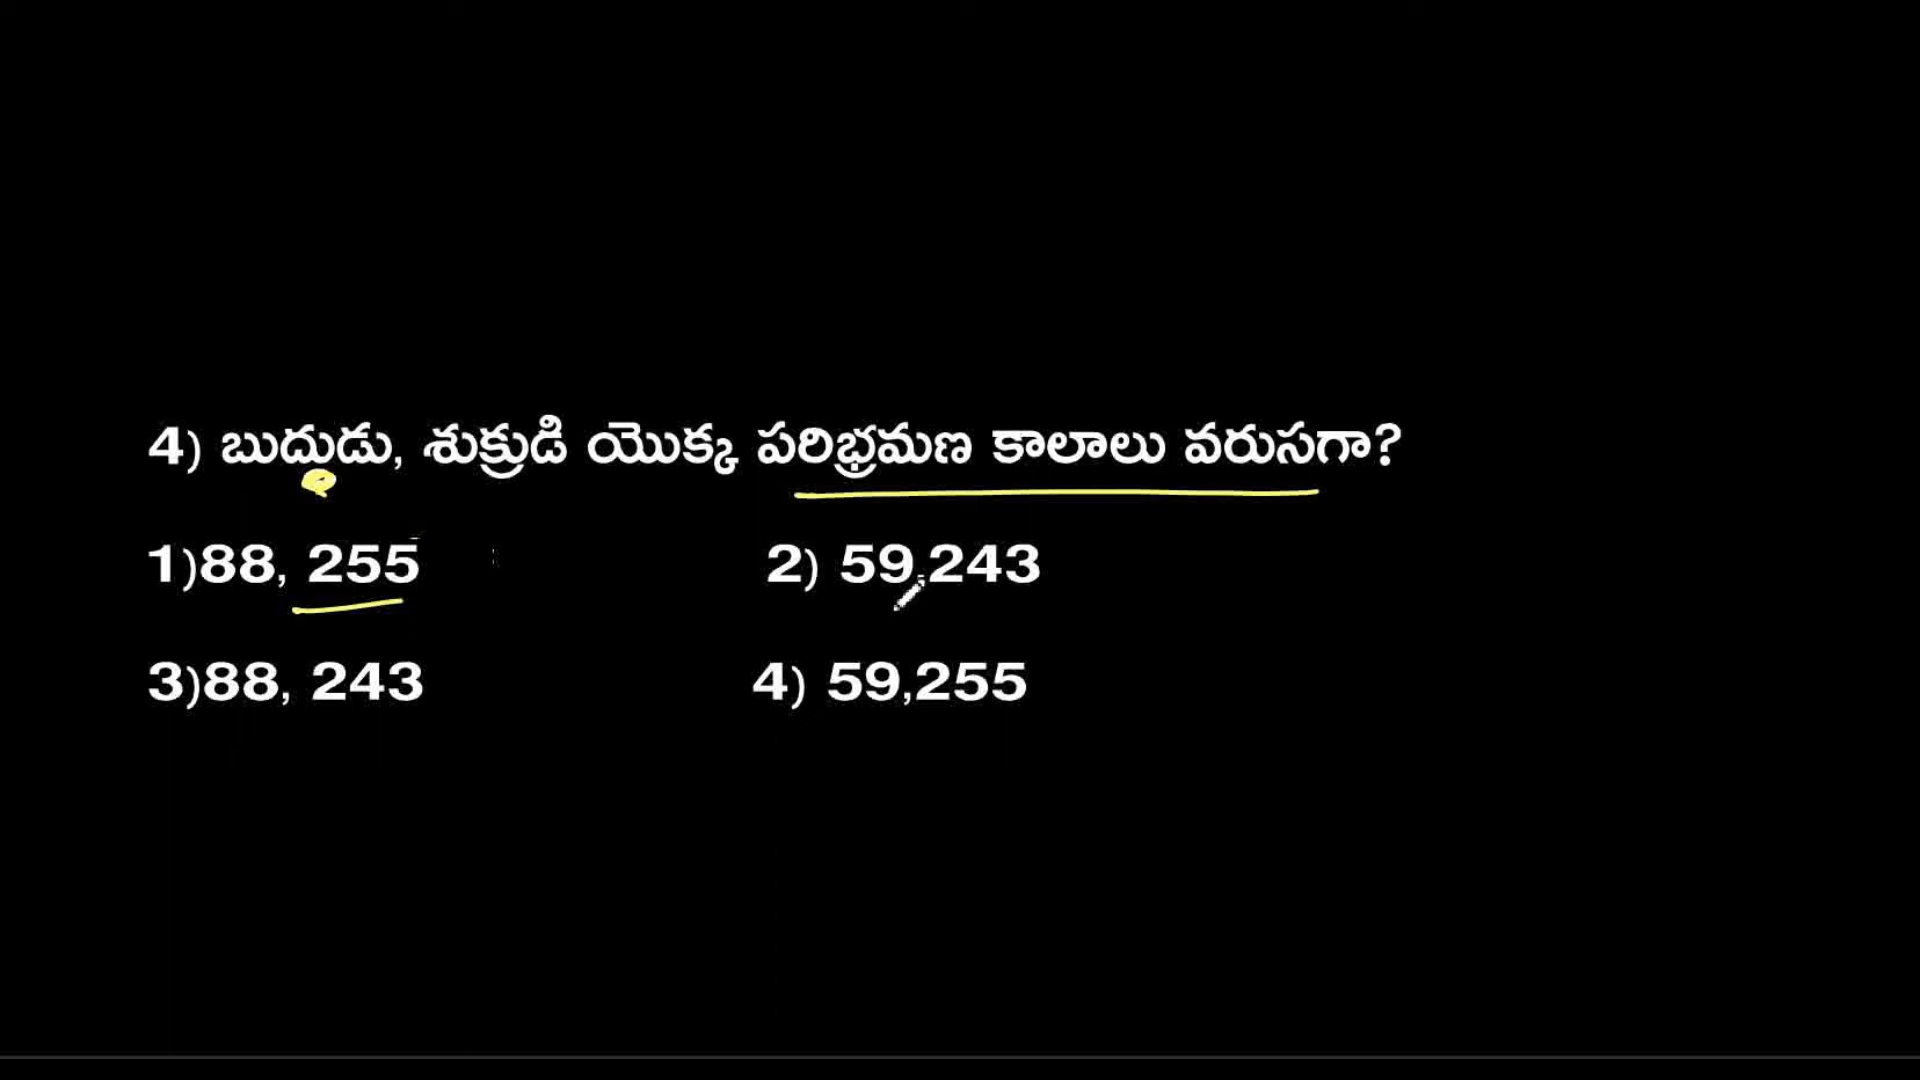 4) బుదుడు, శుక్రుడి యొక్క పరిభ్రమణ కాలాలు వరుసగా?
1)88, 255 2) 59,243
3)88, 243 4) 59,255